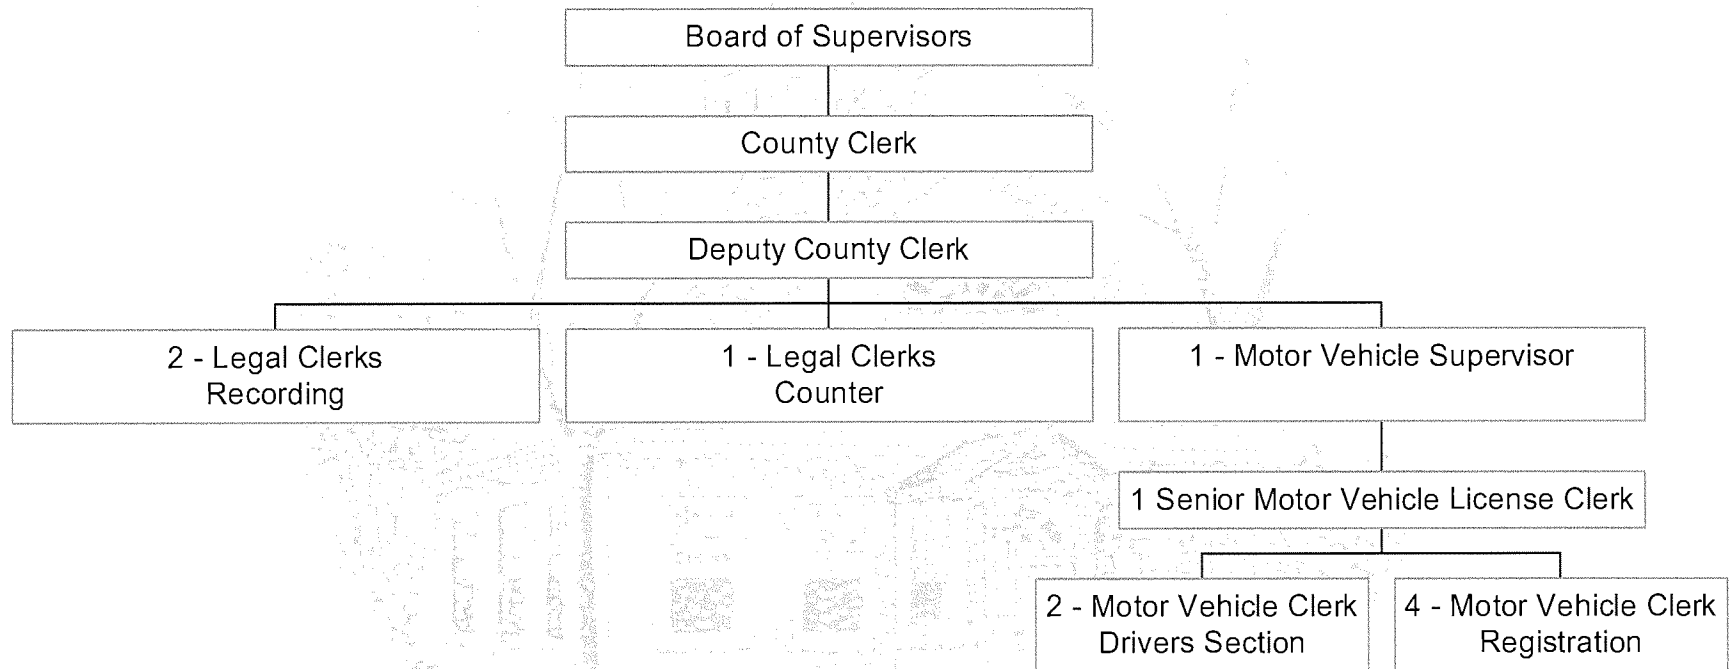 Board of Supervisors
County Clerk
Deputy County Clerk
2 - Legal Clerks
Recording
1 - Legal Clerks
Counter
1 - Motor Vehicle Supervisor
1 Senior Motor Vehicle License Clerk
2 - Motor Vehicle Clerk
Drivers Section
4 - Motor Vehicle Clerk
Registration